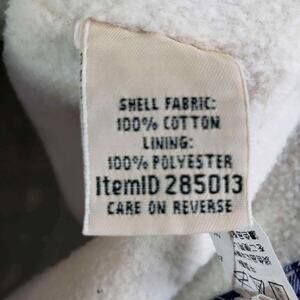 SHELL FABRIC:
100% COTTON
LINING:
100% POLYESTER
ItemID 285013
CARE ON REVERSE